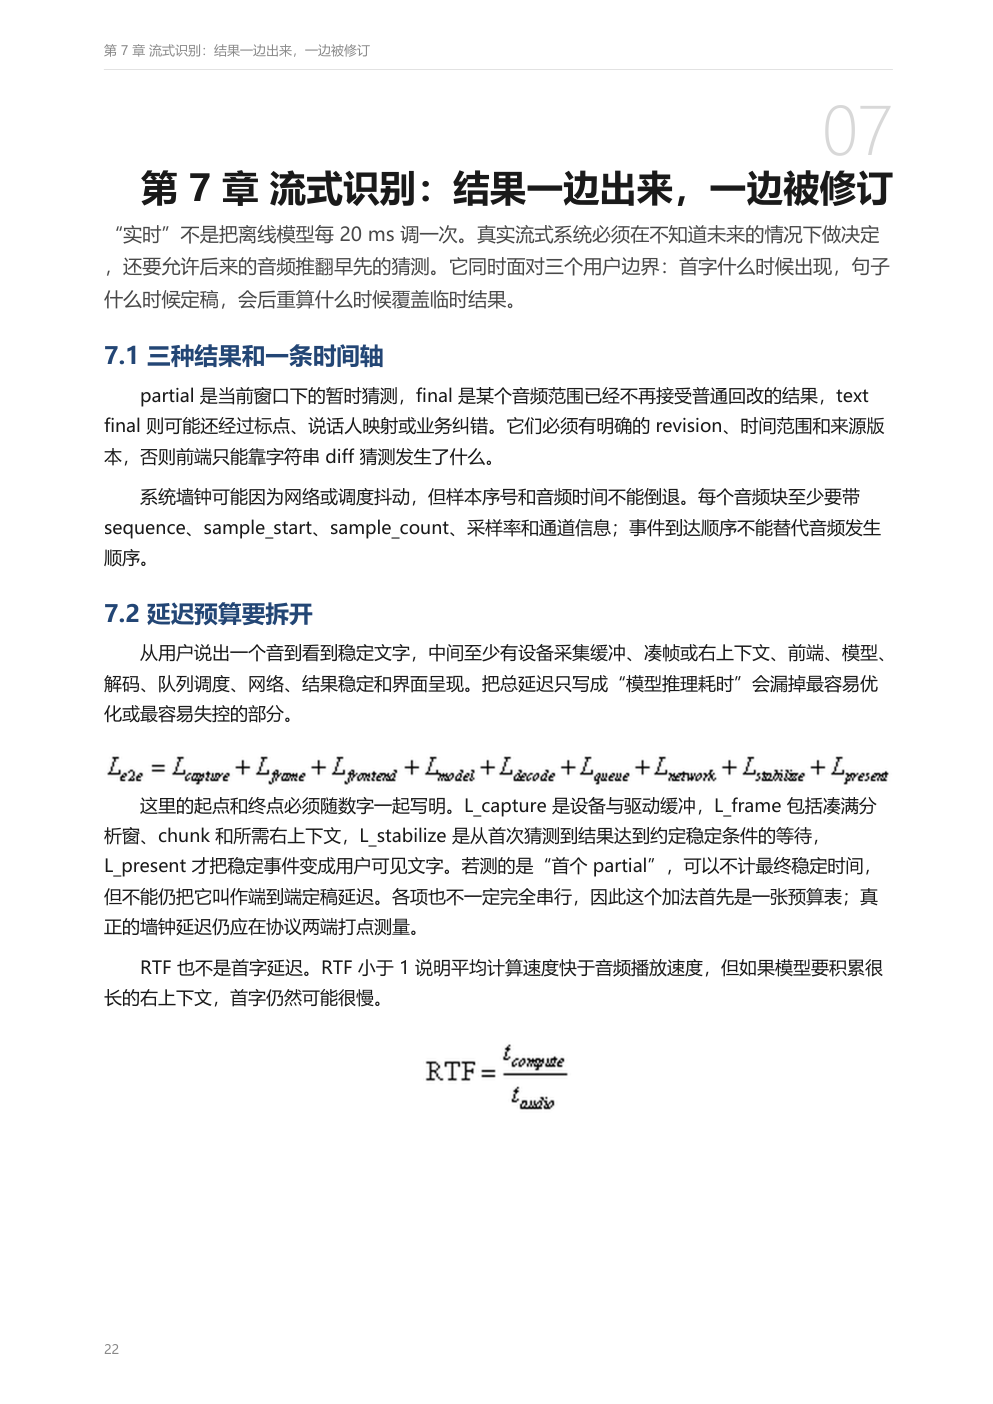 第 7 章 流式识别：结果一边出来，一边被修订
07
第 7 章 流式识别：结果一边出来，一边被修订
“实时”不是把离线模型每 20 ms 调一次。真实流式系统必须在不知道未来的情况下做决定
，还要允许后来的音频推翻早先的猜测。它同时面对三个用户边界：首字什么时候出现，句子
什么时候定稿，会后重算什么时候覆盖临时结果。
7.1 三种结果和一条时间轴
partial 是当前窗口下的暂时猜测，final 是某个音频范围已经不再接受普通回改的结果，text
final 则可能还经过标点、说话人映射或业务纠错。它们必须有明确的 revision、时间范围和来源版
本，否则前端只能靠字符串 diff 猜测发生了什么。
系统墙钟可能因为网络或调度抖动，但样本序号和音频时间不能倒退。每个音频块至少要带
sequence、sample_start、sample_count、采样率和通道信息；事件到达顺序不能替代音频发生
顺序。
7.2 延迟预算要拆开
从用户说出一个音到看到稳定文字，中间至少有设备采集缓冲、凑帧或右上下文、前端、模型、
解码、队列调度、网络、结果稳定和界面呈现。把总延迟只写成“模型推理耗时”会漏掉最容易优
化或最容易失控的部分。
L_e2e = L_capture + L_frame + L_frontend + L_model + L_decode + L_queue + L_network + L_stabilize + L_present
这里的起点和终点必须随数字一起写明。L_capture 是设备与驱动缓冲，L_frame 包括凑满分
析窗、chunk 和所需右上下文，L_stabilize 是从首次猜测到结果达到约定稳定条件的等待，
L_present 才把稳定事件变成用户可见文字。若测的是“首个 partial”，可以不计最终稳定时间，
但不能仍把它叫作端到端定稿延迟。各项也不一定完全串行，因此这个加法首先是一张预算表；真
正的墙钟延迟仍应在协议两端打点测量。
RTF 也不是首字延迟。RTF 小于 1 说明平均计算速度快于音频播放速度，但如果模型要积累很
长的右上下文，首字仍然可能很慢。
RTF = t_compute / t_audio
22